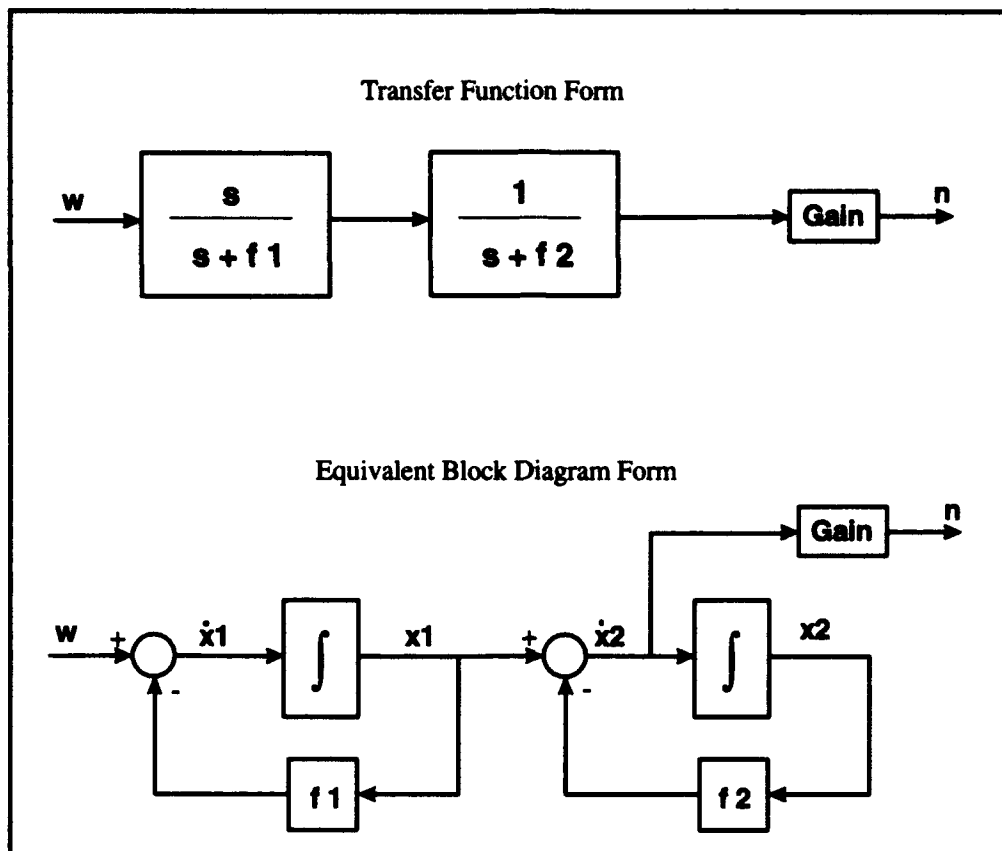 Transfer Function Form
w
s
s + f 1
1
s + f 2
Gain
n
Equivalent Block Diagram Form
Gain
n
w
+
-
ẋ1
∫
x1
f 1
+
-
ẋ2
∫
x2
f 2